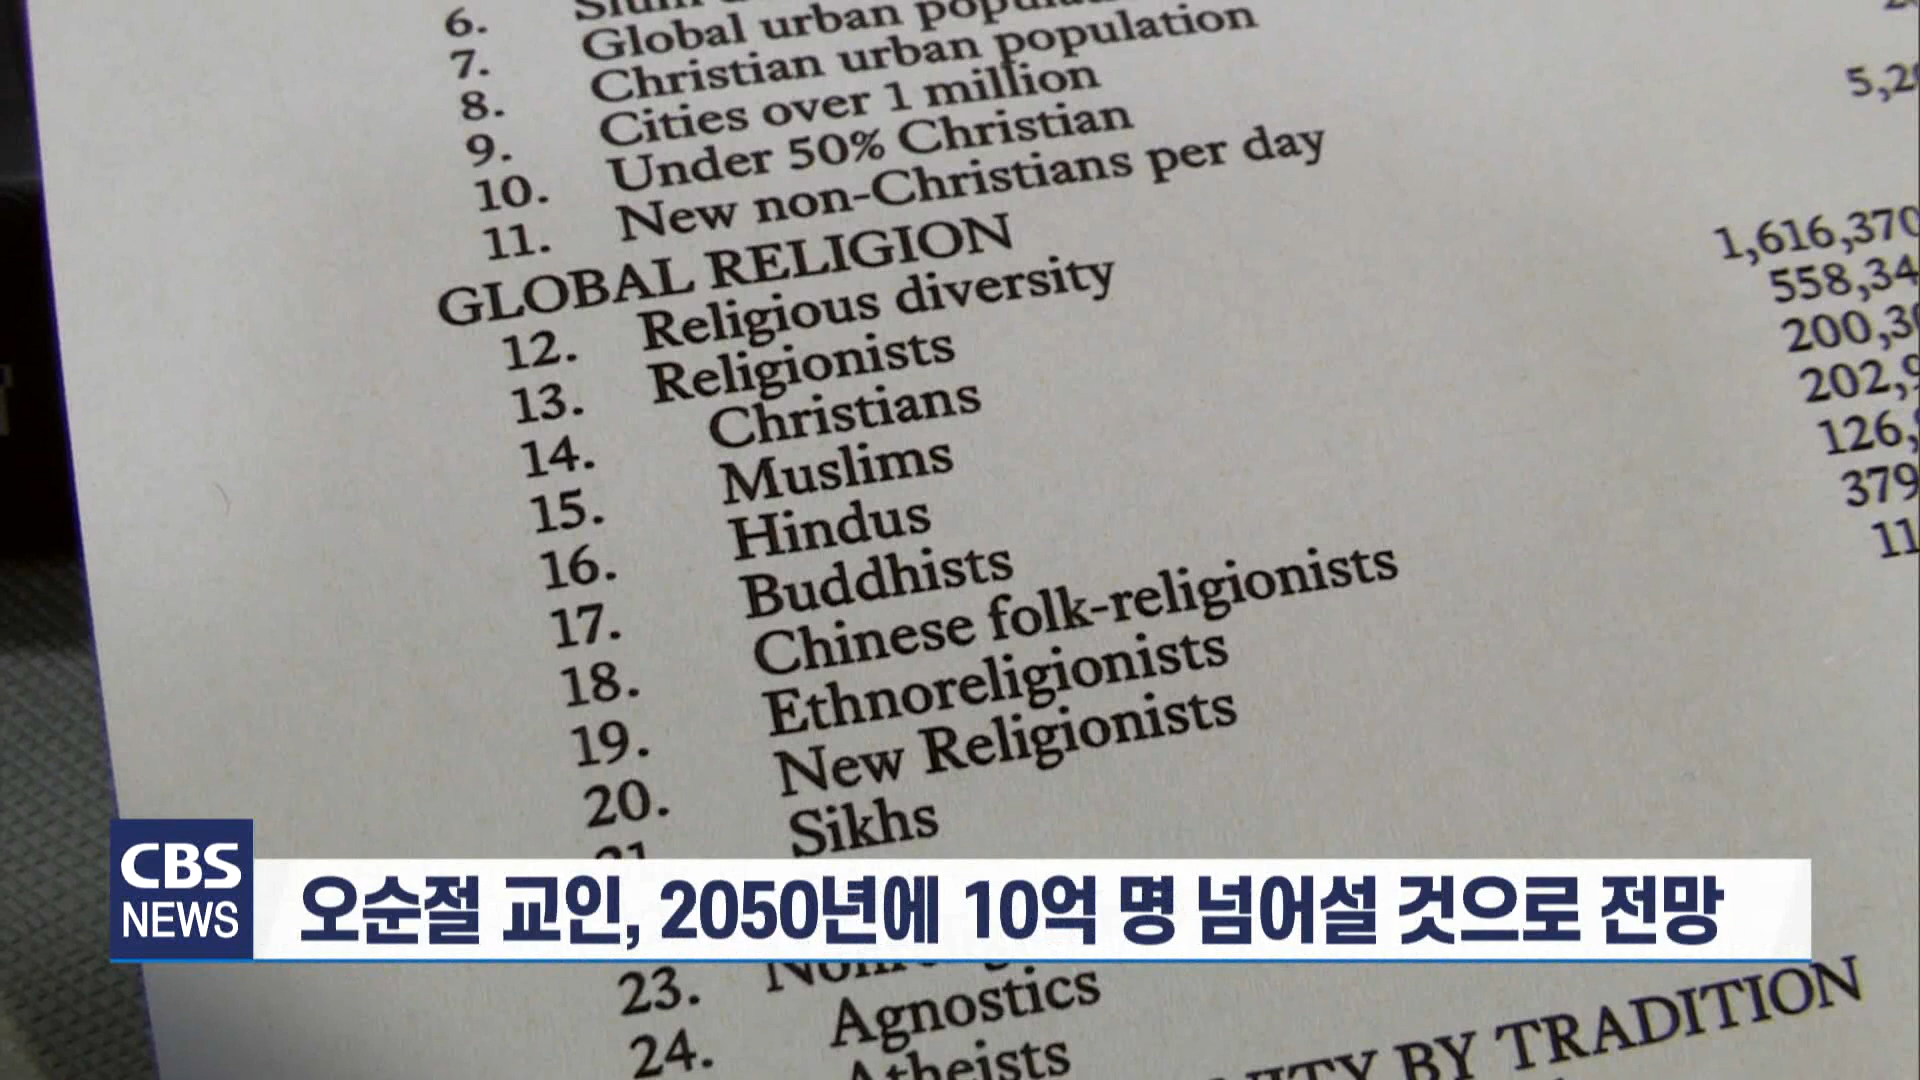 6.
7. Global urban
8. Christian urban population
9. Cities over 1 million
10. Under 50% Christian
11. New non-Christians per day 5,2
GLOBAL RELIGION
12. Religious diversity
13. Religionists 1,616,370
14. Christians 558,34
15. Muslims 200,3
16. Hindus 202,9
17. Buddhists 126,
18. Chinese folk-religionists 379
19. Ethnoreligionists 11
20. New Religionists
21. Sikhs
CBS NEWS
오순절 교인, 2050년에 10억 명 넘어설 것으로 전망
23.
24. Agnostics
Atheists
BY TRADITION